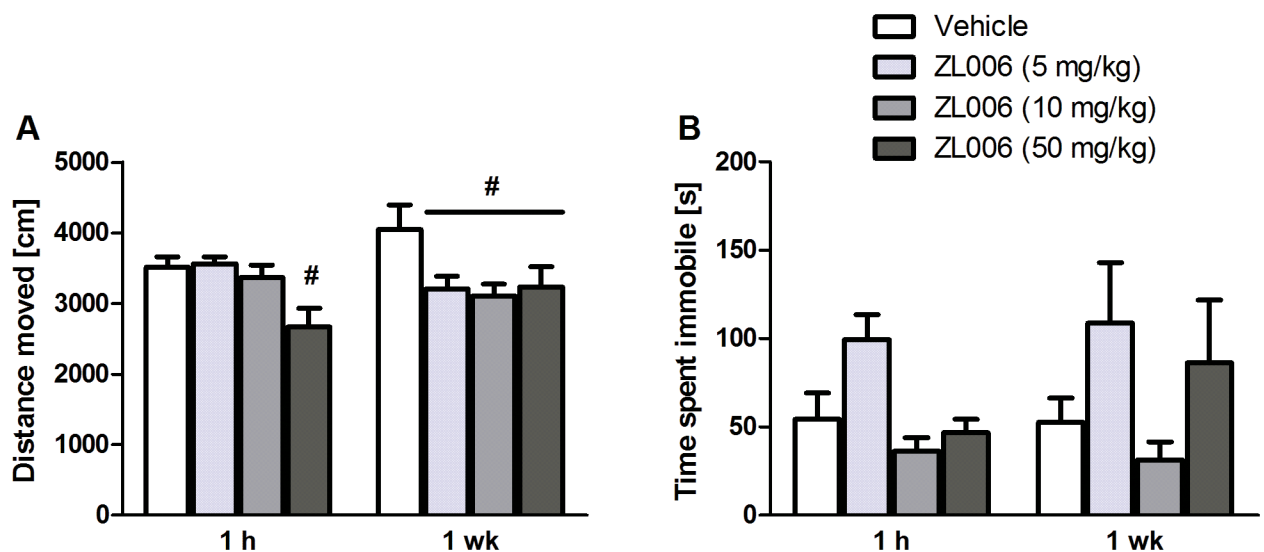 Vehicle
ZL006 (5 mg/kg)
ZL006 (10 mg/kg)
ZL006 (50 mg/kg)
A
Distance moved [cm]
5000
4000
3000
2000
1000
0
#
#
1 h
1 wk
B
Time spent immobile [s]
200
150
100
50
0
1 h
1 wk